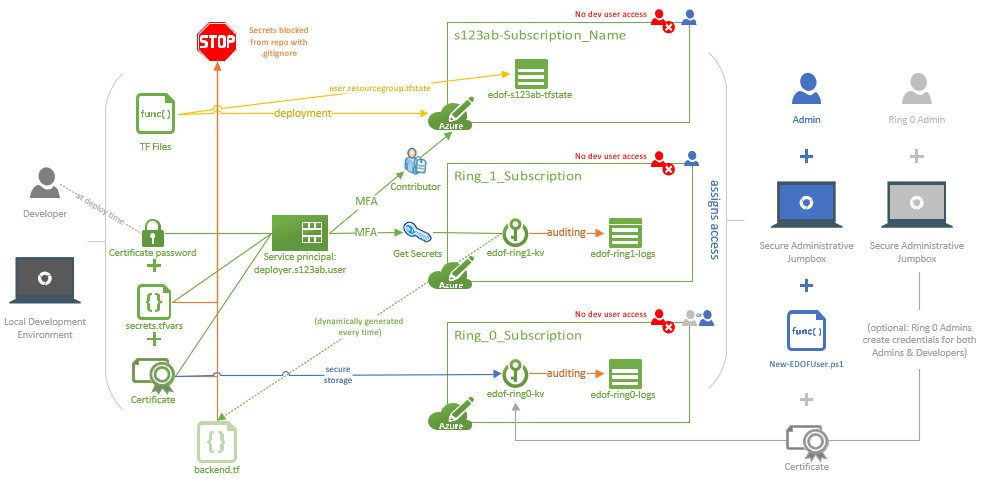 STOP
Secrets blocked
from repo with
.gitignore
func()
TF Files
user.resourcegroup.tfstate
deployment
No dev user access
s123ab-Subscription_Name
edof-s123ab-tfstate
Azure
Contributor
MFA
Developer
at deploy time
Certificate password
+
secrets.tfvars
+
Certificate
Local Development
Environment
Service principal:
deployer.s123ab.user
MFA
Get Secrets
No dev user access
Ring_1_Subscription
edof-ring1-kv
auditing
edof-ring1-logs
Azure
(dynamically generated
every time)
secure
storage
{}
{}
backend.tf
No dev user access
or
Ring_0_Subscription
edof-ring0-kv
auditing
edof-ring0-logs
Azure
assigns access
Admin
+
Secure Administrative
Jumpbox
+
func()
New-EDOFUser.ps1
+
Certificate
Ring 0 Admin
+
Secure Administrative
Jumpbox
(optional: Ring 0 Admins
create credentials for both
Admins & Developers)